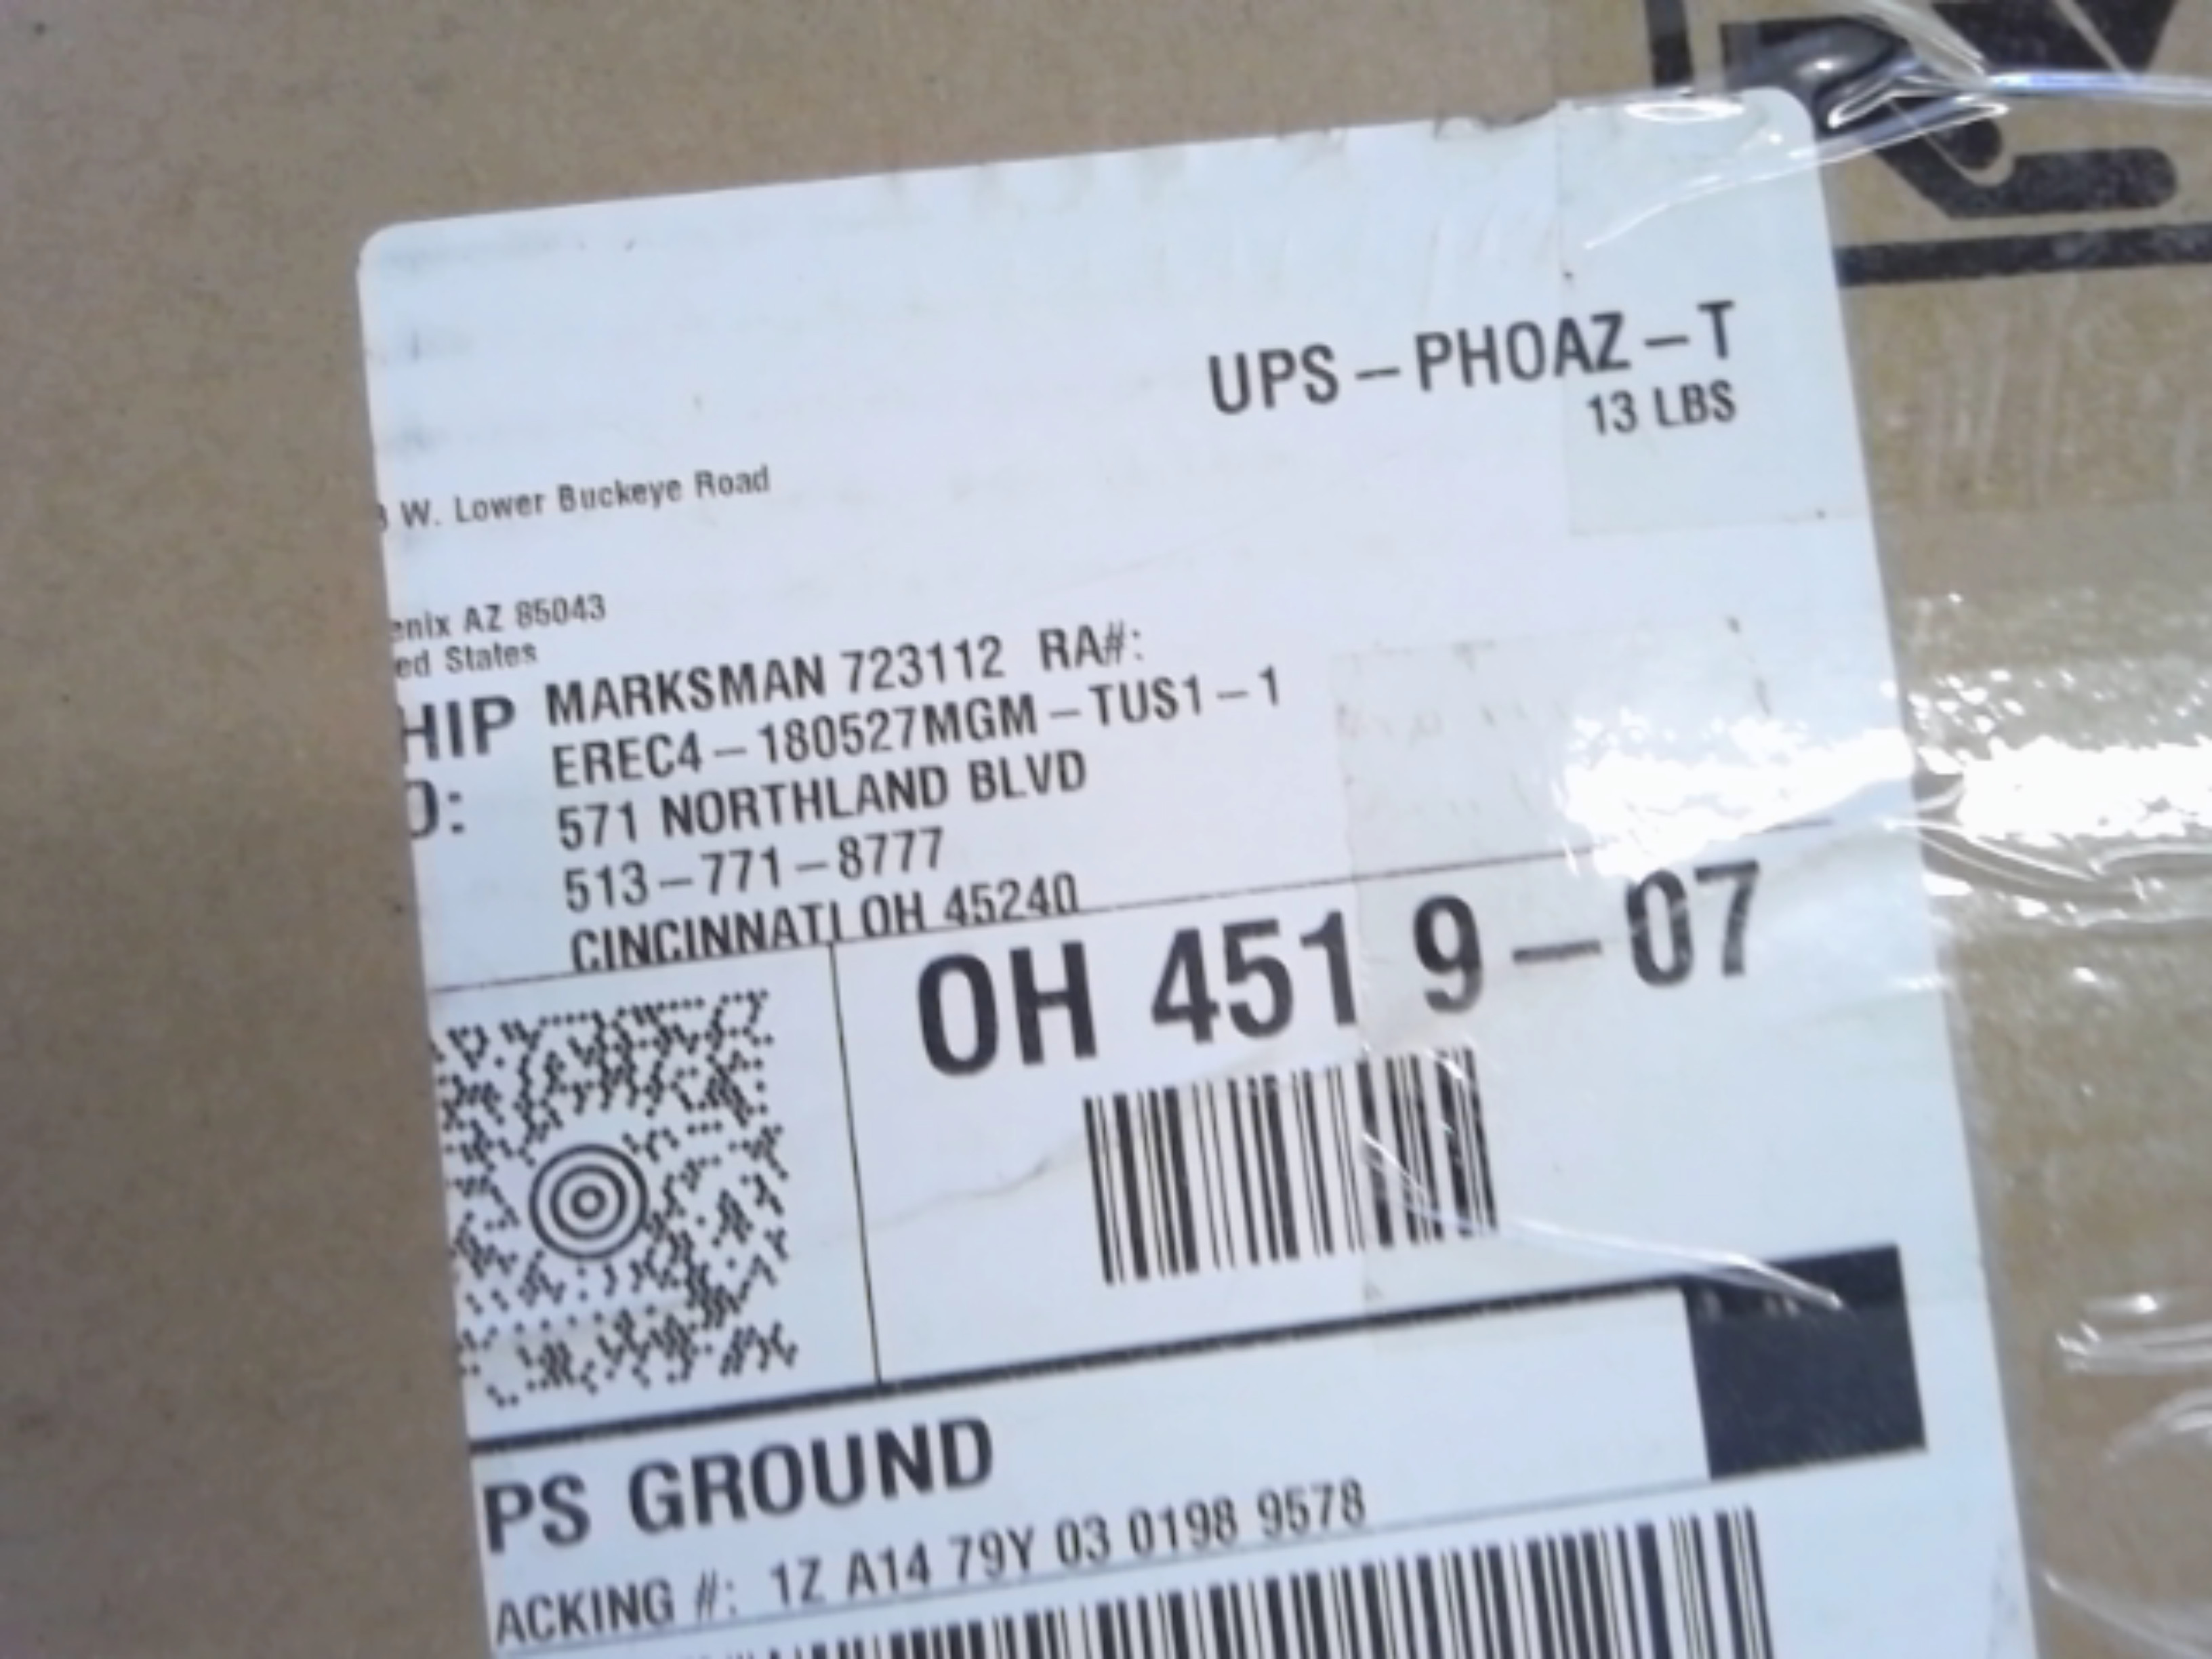 UPS – PHOAZ – T
13 LBS
W. Lower Buckeye Road
enix AZ 85043
ed States
HIP
O:
MARKSMAN 723112 RA#:
EREC4 – 180527MGM – TUS1 – 1
571 NORTHLAND BLVD
513 – 771 – 8777
CINCINNATI OH 45240
OH 451 9 – 07
PS GROUND
ACKING #: 1Z A14 79Y 03 0198 9578